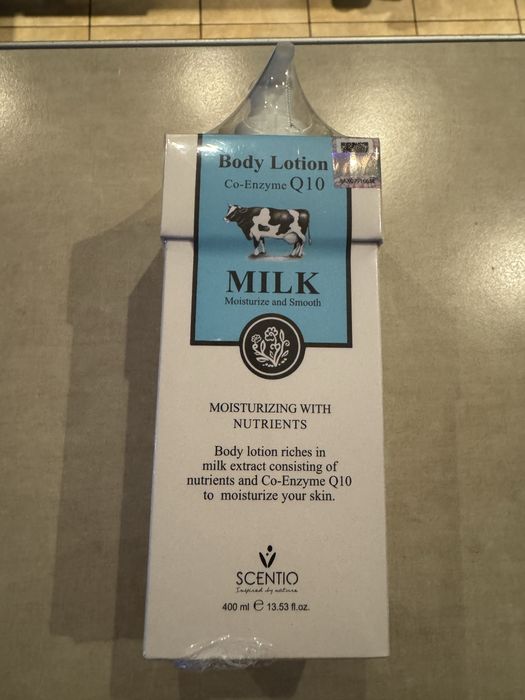 Body Lotion
Co-Enzyme Q10
MILK
Moisturize and Smooth
MOISTURIZING WITH
NUTRIENTS
Body lotion riches in
milk extract consisting of
nutrients and Co-Enzyme Q10
to moisturize your skin.
SCENTIO
Inspired by nature
400 ml ℮ 13.53 fl.oz.